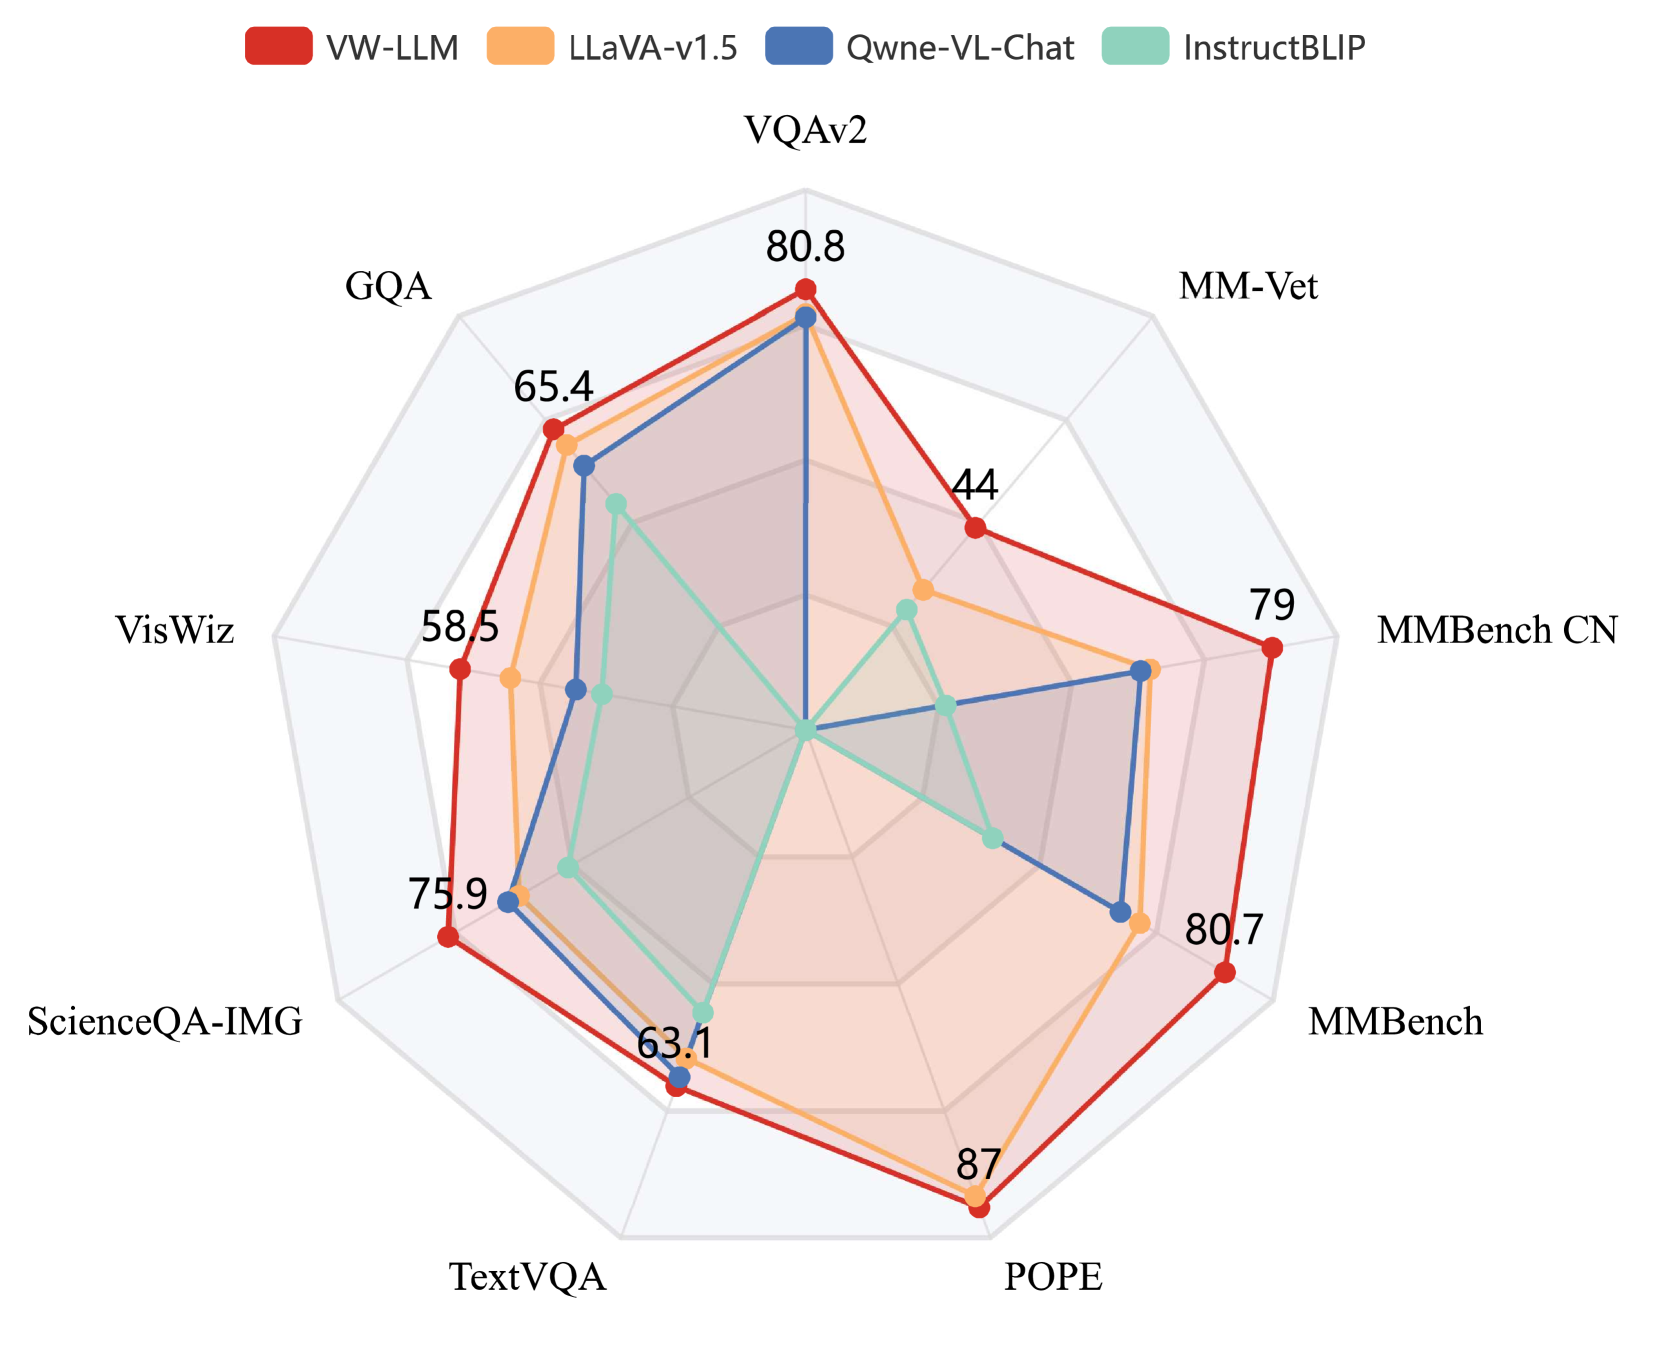 VW-LLM LLaVA-v1.5 Qwne-VL-Chat InstructBLIP
VQAv2
80.8
GQA
MM-Vet
65.4
44
VisWiz
58.5
79
MMBench CN
75.9
80.7
ScienceQA-IMG
63.1
MMBench
87
TextVQA
POPE